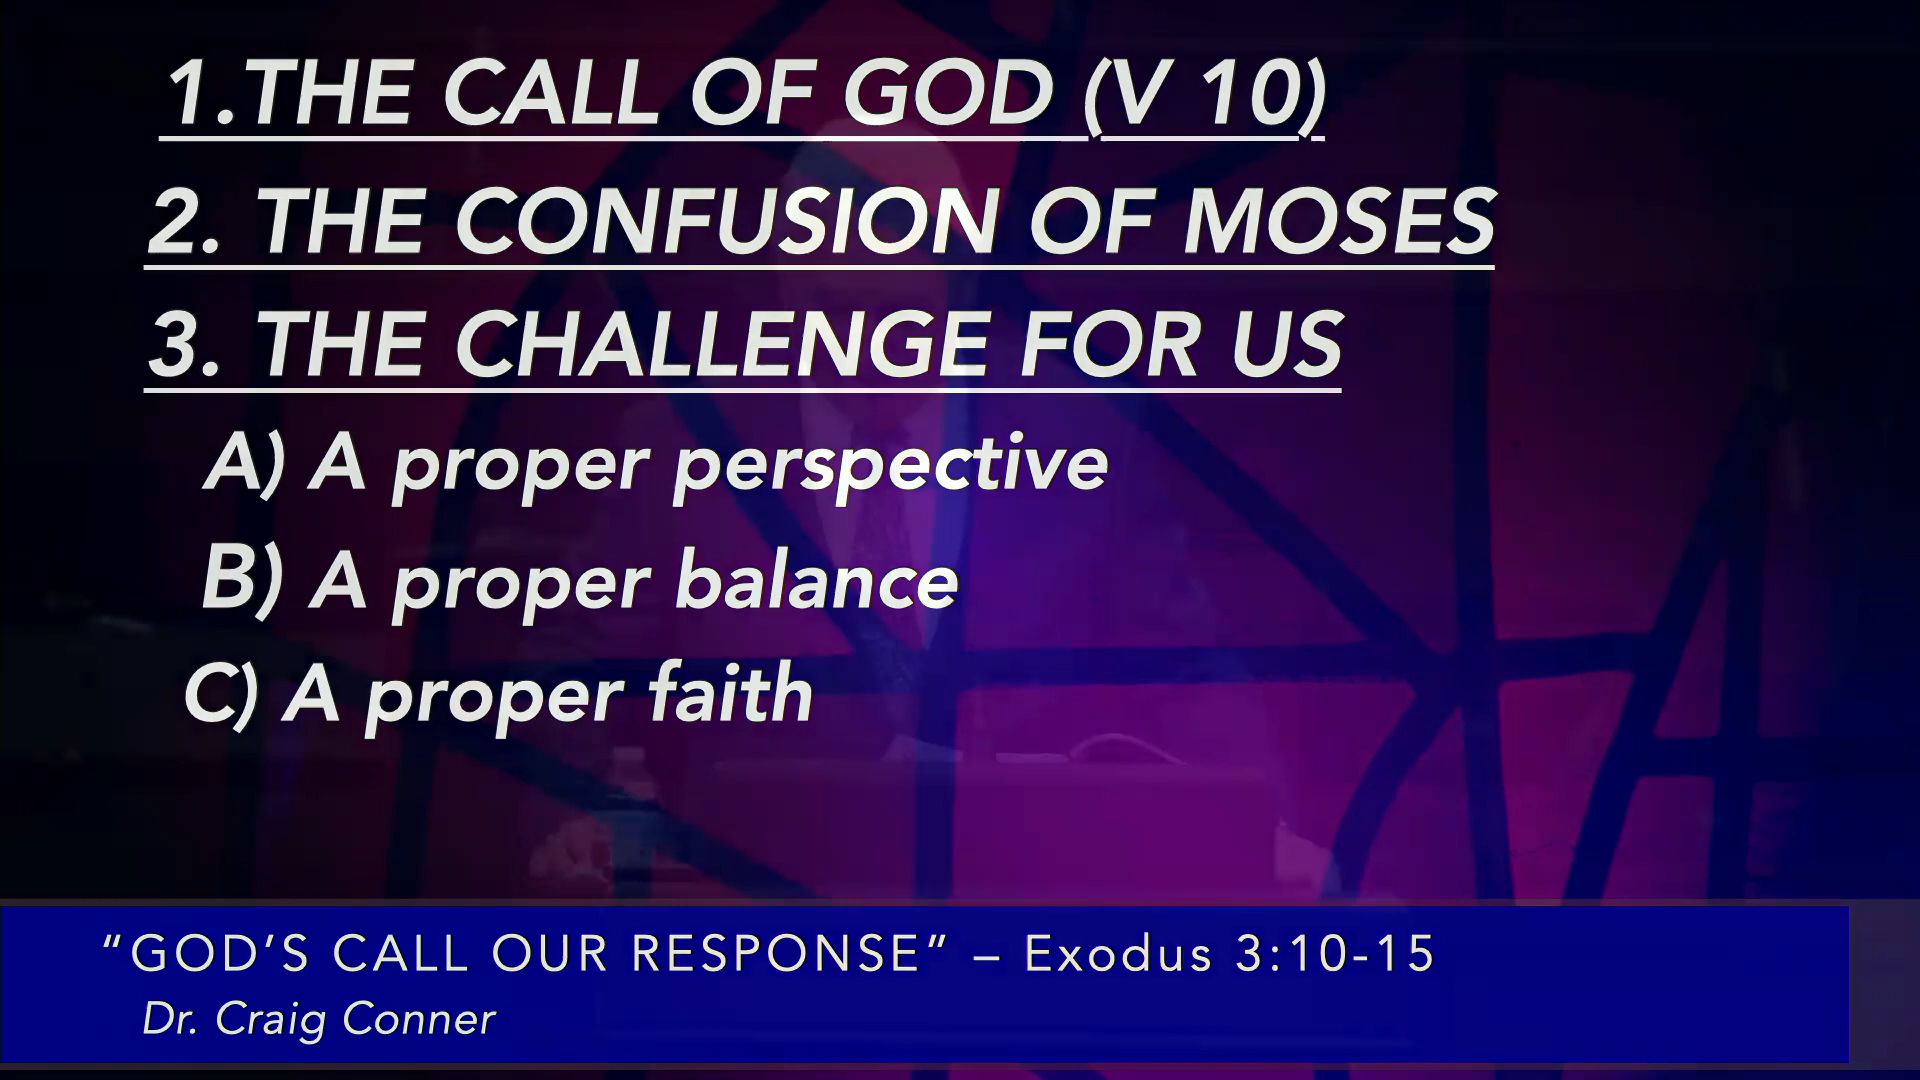 1.THE CALL OF GOD (V 10)
2. THE CONFUSION OF MOSES
3. THE CHALLENGE FOR US
A) A proper perspective
B) A proper balance
C) A proper faith
“GOD’S CALL OUR RESPONSE” – Exodus 3:10-15
Dr. Craig Conner